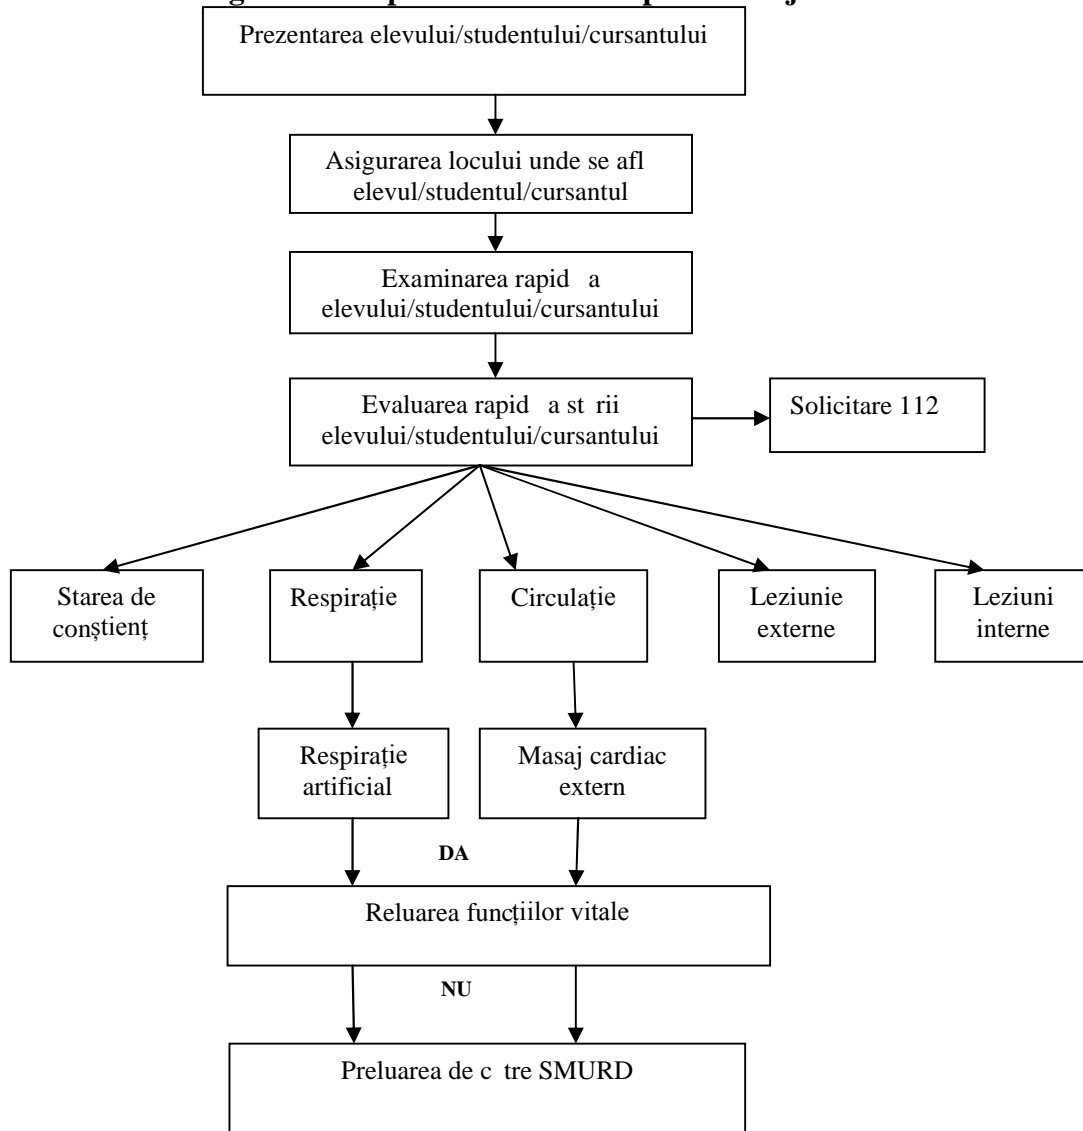 Prezentarea elevului/studentului/cursantului
Asigurarea locului unde se afl
elevul/studentul/cursantul
Examinarea rapid a
elevului/studentului/cursantului
Evaluarea rapid a st rii
elevului/studentului/cursantului
Solicitare 112
Starea de
conștienț
Respirație
Circulație
Leziunie
externe
Leziuni
interne
Respirație
artificial
Masaj cardiac
extern
DA
Reluarea funcțiilor vitale
NU
Preluarea de c tre SMURD